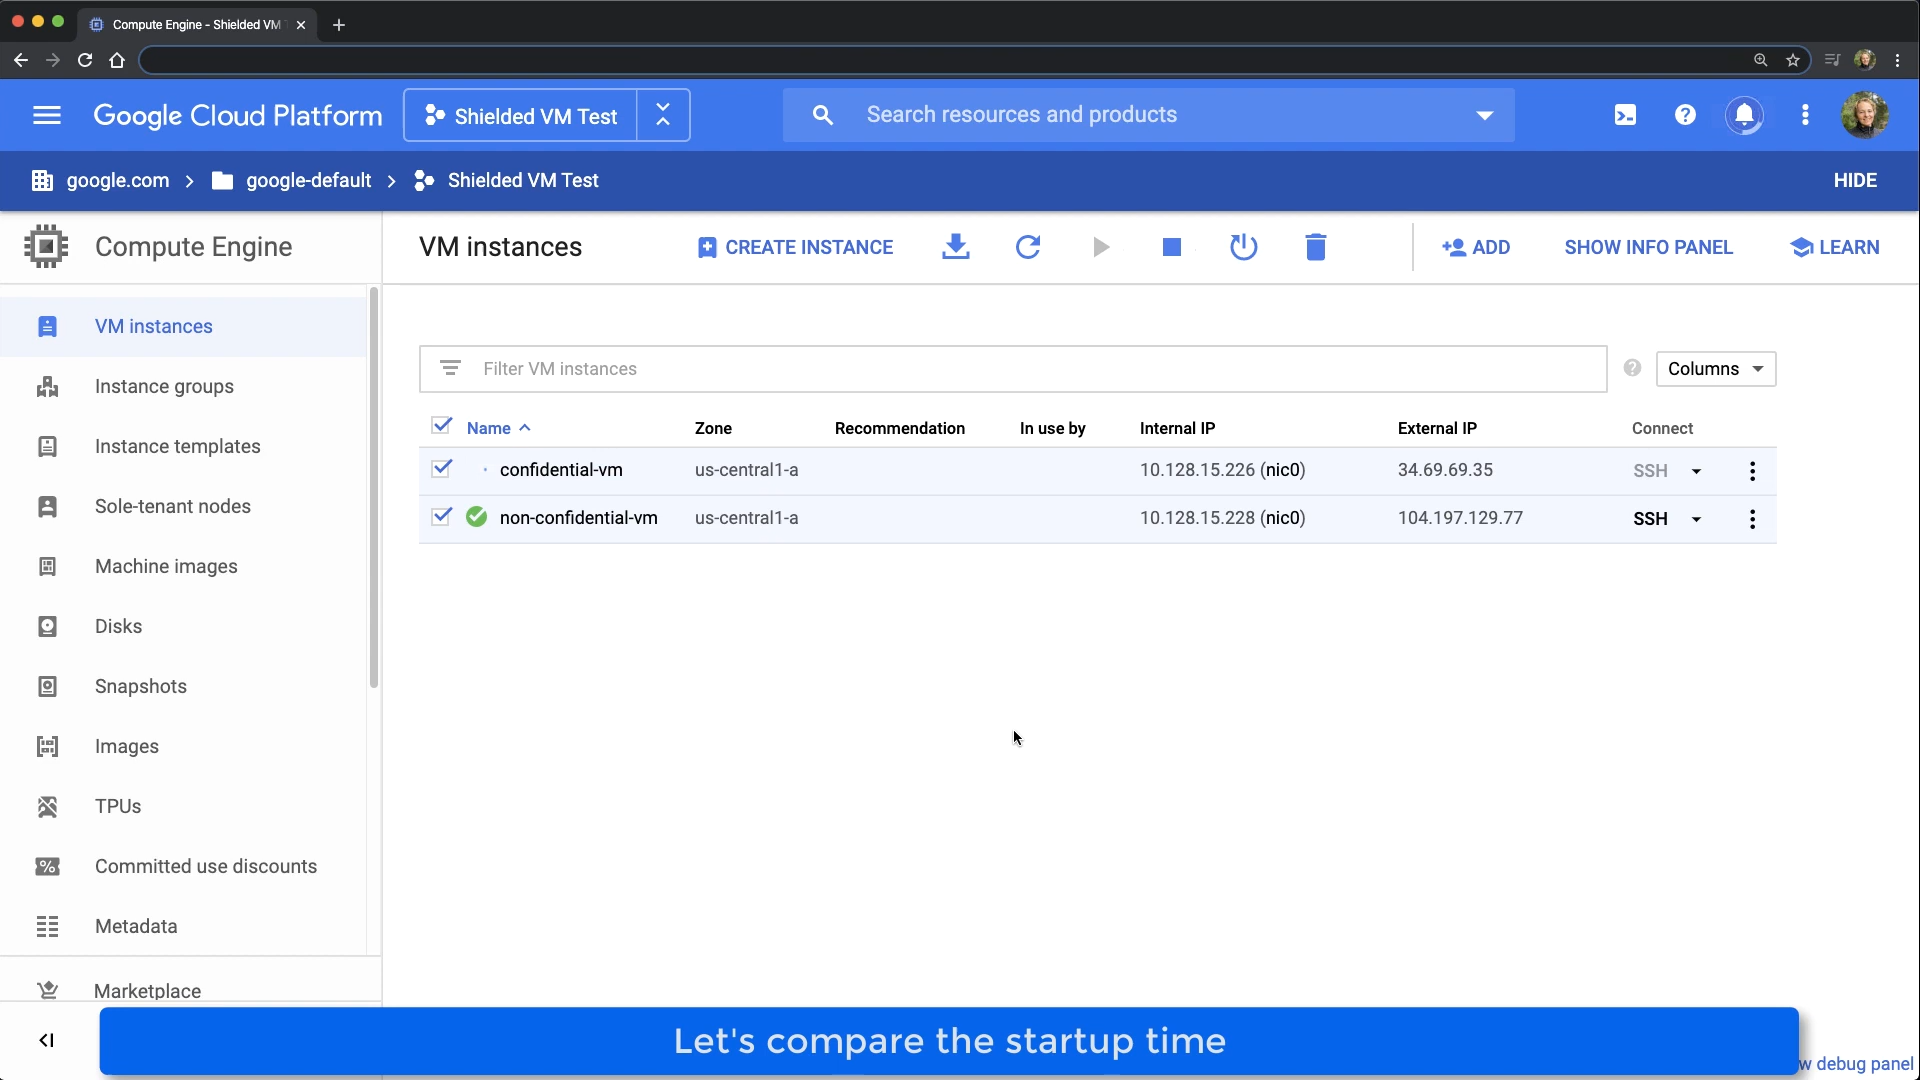 Compute Engine - Shielded VM T
Google Cloud Platform
Shielded VM Test
Search resources and products
google.com
google-default
Shielded VM Test
HIDE
Compute Engine
VM instances
CREATE INSTANCE
ADD
SHOW INFO PANEL
LEARN
VM instances
Instance groups
Instance templates
Sole-tenant nodes
Machine images
Disks
Snapshots
Images
TPUs
Committed use discounts
Metadata
Marketplace
Filter VM instances
Columns
Name Zone Recommendation In use by Internal IP External IP Connect
confidential-vm us-central1-a 10.128.15.226 (nic0) 34.69.69.35 SSH
non-confidential-vm us-central1-a 10.128.15.228 (nic0) 104.197.129.77 SSH
Let's compare the startup time
w debug panel